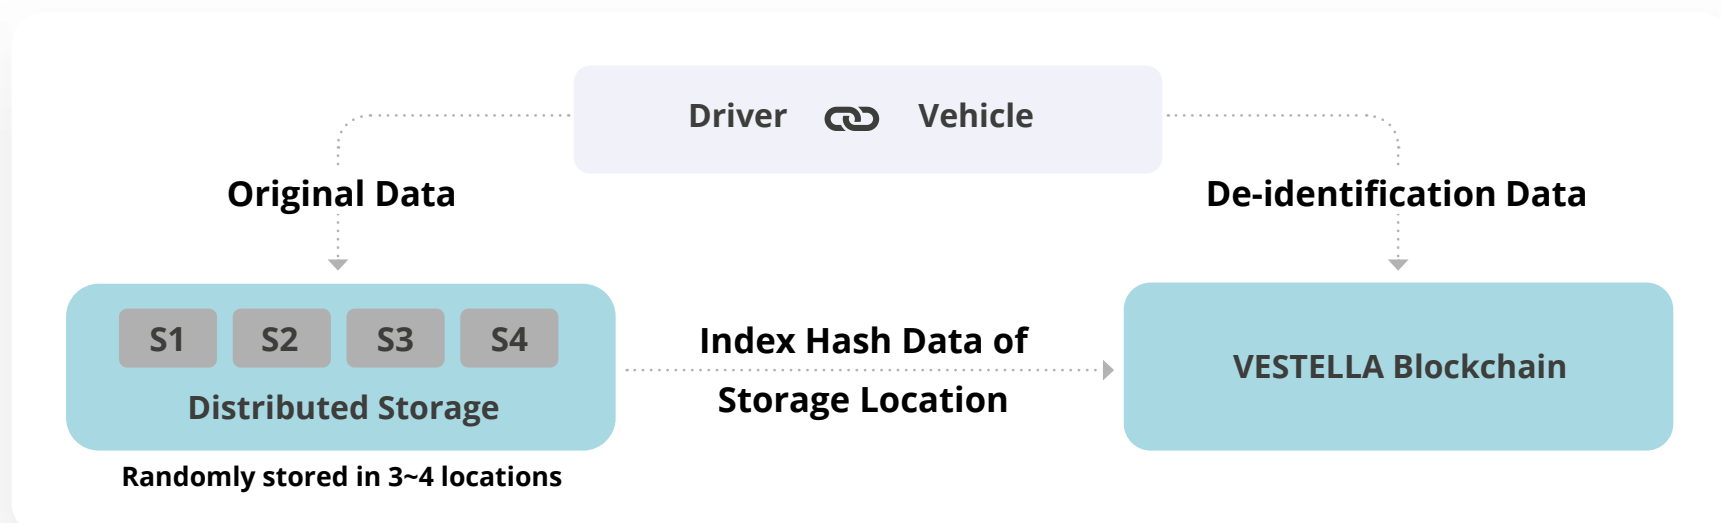 Driver Vehicle
Original Data
De-identification Data
S1 S2 S3 S4
Distributed Storage
Randomly stored in 3~4 locations
Index Hash Data of
Storage Location
VESTELLA Blockchain